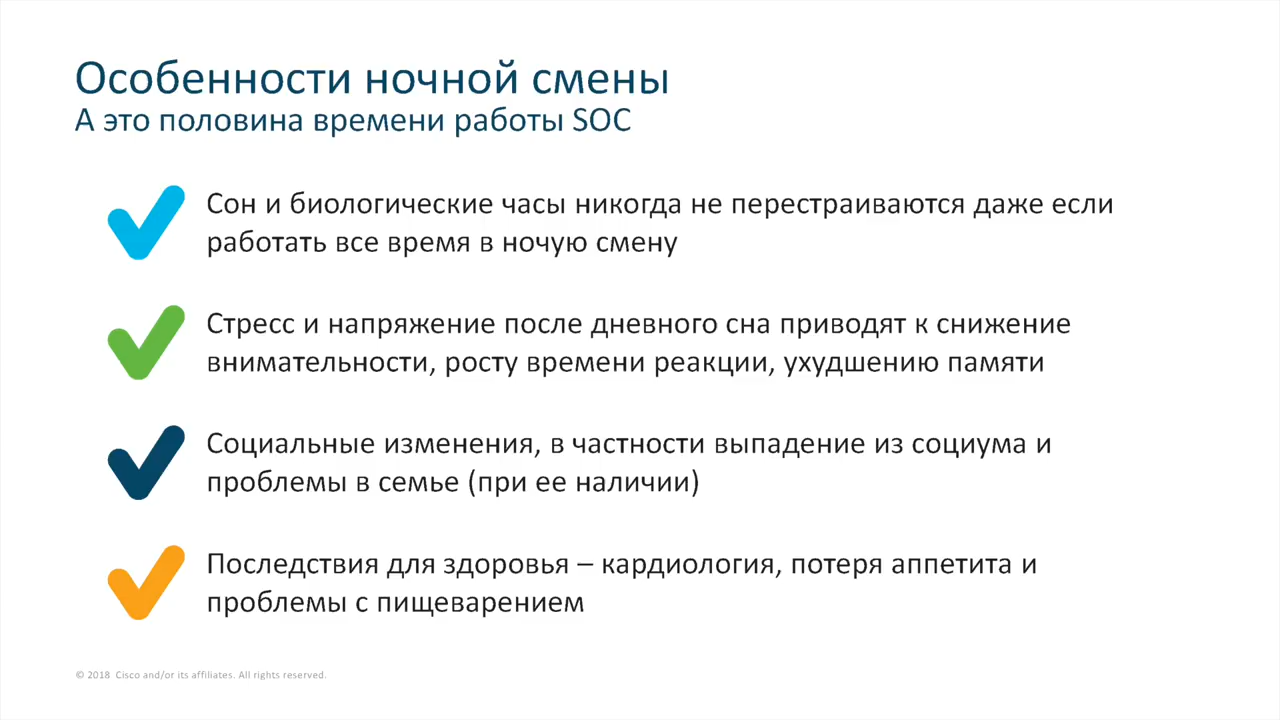 Особенности ночной смены
А это половина времени работы SOC
Сон и биологические часы никогда не перестраиваются даже если
работать все время в ночую смену
Стресс и напряжение после дневного сна приводят к снижение
внимательности, росту времени реакции, ухудшению памяти
Социальные изменения, в частности выпадение из социума и
проблемы в семье (при ее наличии)
Последствия для здоровья – кардиология, потеря аппетита и
проблемы с пищеварением
© 2018 Cisco and/or its affiliates. All rights reserved.